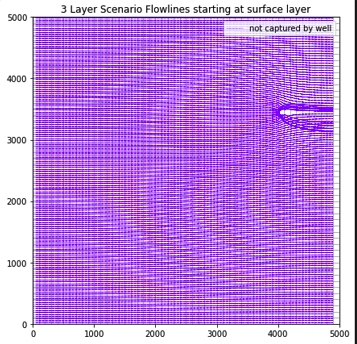 3 Layer Scenario Flowlines starting at surface layer
not captured by well
5000
4000
3000
2000
1000
0
0 1000 2000 3000 4000 5000